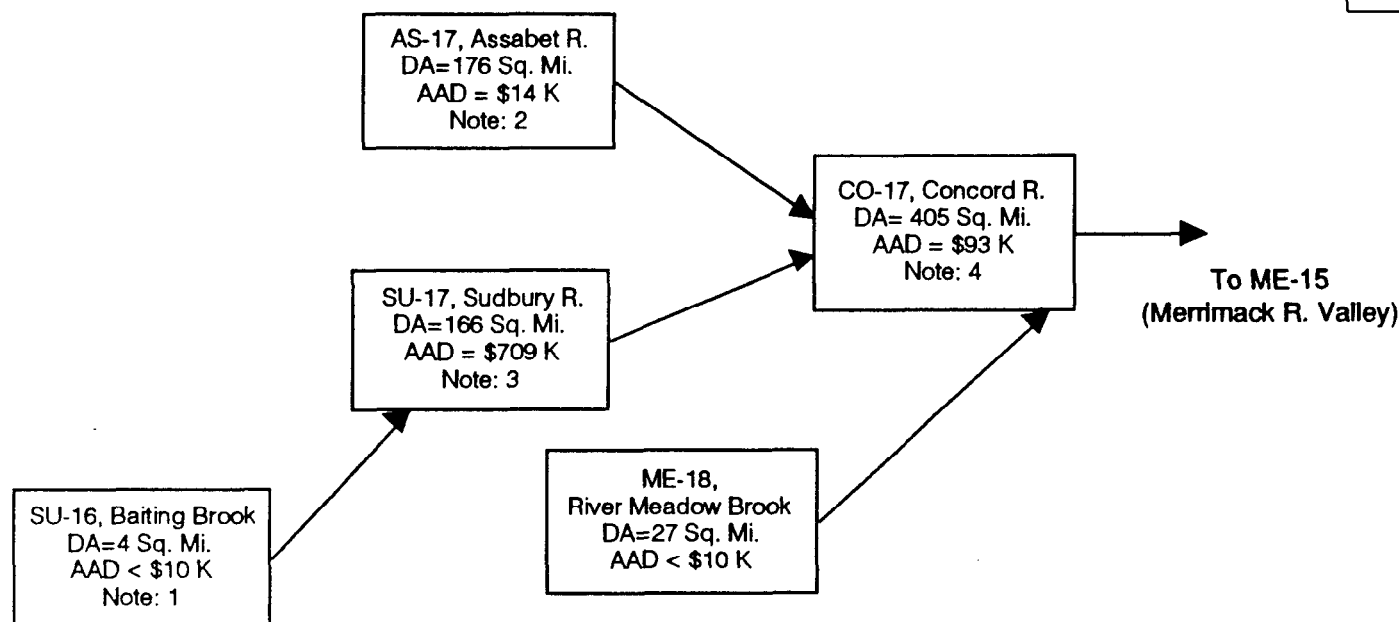 AS-17, Assabet R.
DA=176 Sq. Mi.
AAD = $14 K
Note: 2
CO-17, Concord R.
DA= 405 Sq. Mi.
AAD = $93 K
Note: 4
To ME-15
(Merrimack R. Valley)
SU-17, Sudbury R.
DA=166 Sq. Mi.
AAD = $709 K
Note: 3
ME-18,
River Meadow Brook
DA=27 Sq. Mi.
AAD < $10 K
SU-16, Baiting Brook
DA=4 Sq. Mi.
AAD < $10 K
Note: 1